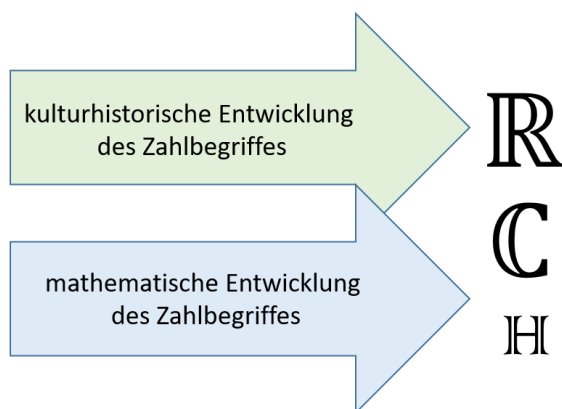 kulturhistorische Entwicklung
des Zahlbegriffes
ℝ
ℂ
mathematische Entwicklung
des Zahlbegriffes
ℍ